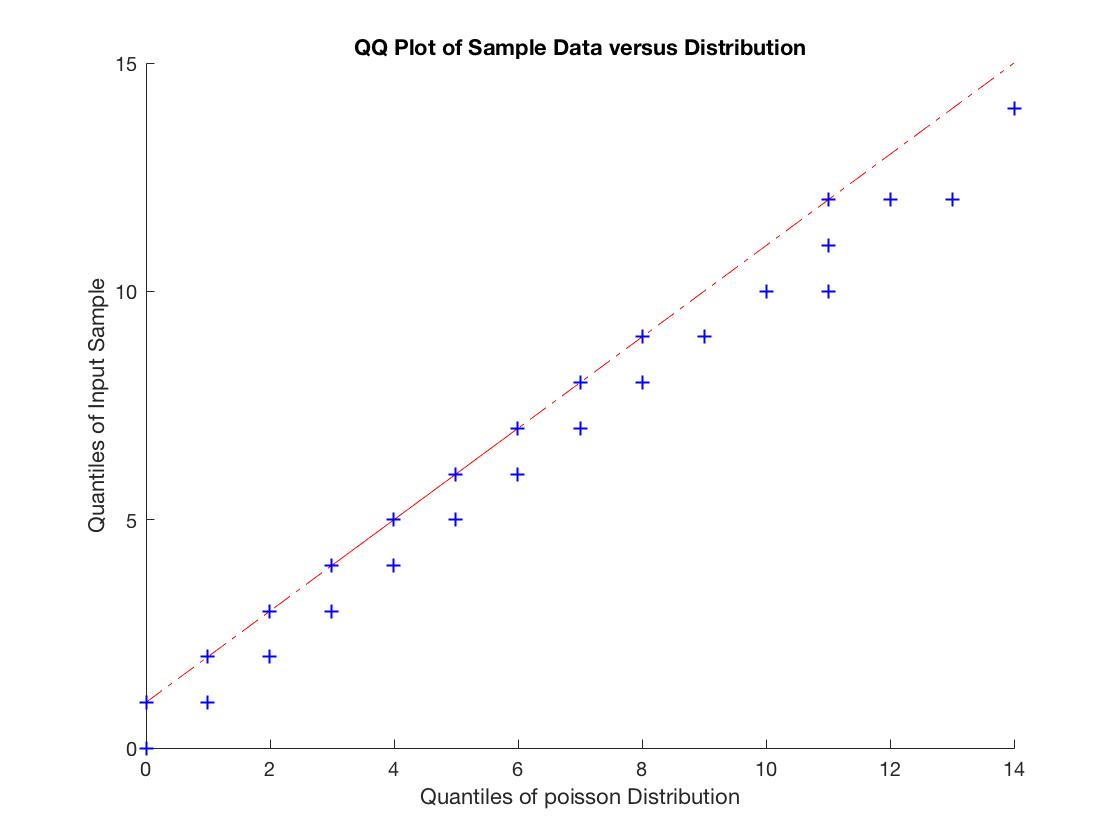 QQ Plot of Sample Data versus Distribution
15
10
5
0
Quantiles of Input Sample
0 2 4 6 8 10 12 14
Quantiles of poisson Distribution